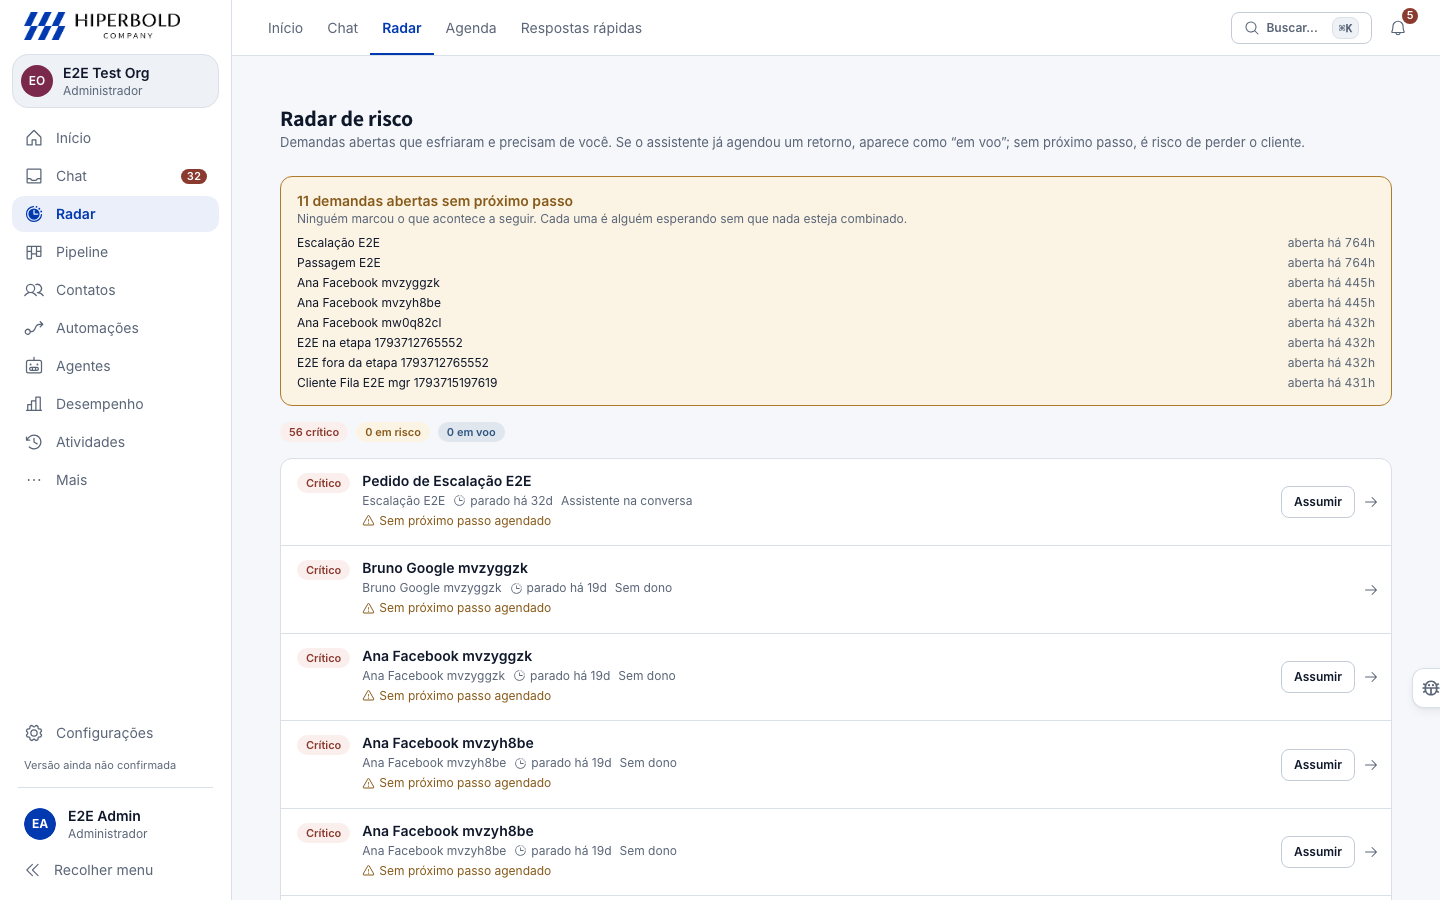 HIPERBOLD
COMPANY
EO
E2E Test Org
Administrador
Início
Chat
32
Radar
Pipeline
Contatos
Automações
Agentes
Desempenho
Atividades
Mais
Configurações
Versão ainda não confirmada
EA
E2E Admin
Administrador
Recolher menu
Início Chat Radar Agenda Respostas rápidas
Buscar... ⌘K
5
Radar de risco
Demandas abertas que esfriaram e precisam de você. Se o assistente já agendou um retorno, aparece como “em voo”; sem próximo passo, é risco de perder o cliente.
11 demandas abertas sem próximo passo
Ninguém marcou o que acontece a seguir. Cada uma é alguém esperando sem que nada esteja combinado.
Escalação E2E aberta há 764h
Passagem E2E aberta há 764h
Ana Facebook mvzyggzk aberta há 445h
Ana Facebook mvzyh8be aberta há 445h
Ana Facebook mw0q82cl aberta há 432h
E2E na etapa 1793712765552 aberta há 432h
E2E fora da etapa 1793712765552 aberta há 432h
Cliente Fila E2E mgr 1793715197619 aberta há 431h
56 crítico 0 em risco 0 em voo
Crítico Pedido de Escalação E2E
Escalação E2E parado há 32d Assistente na conversa
Sem próximo passo agendado
Assumir
Crítico Bruno Google mvzyggzk
Bruno Google mvzyggzk parado há 19d Sem dono
Sem próximo passo agendado
Crítico Ana Facebook mvzyggzk
Ana Facebook mvzyggzk parado há 19d Sem dono
Sem próximo passo agendado
Assumir
Crítico Ana Facebook mvzyh8be
Ana Facebook mvzyh8be parado há 19d Sem dono
Sem próximo passo agendado
Assumir
Crítico Ana Facebook mvzyh8be
Ana Facebook mvzyh8be parado há 19d Sem dono
Sem próximo passo agendado
Assumir